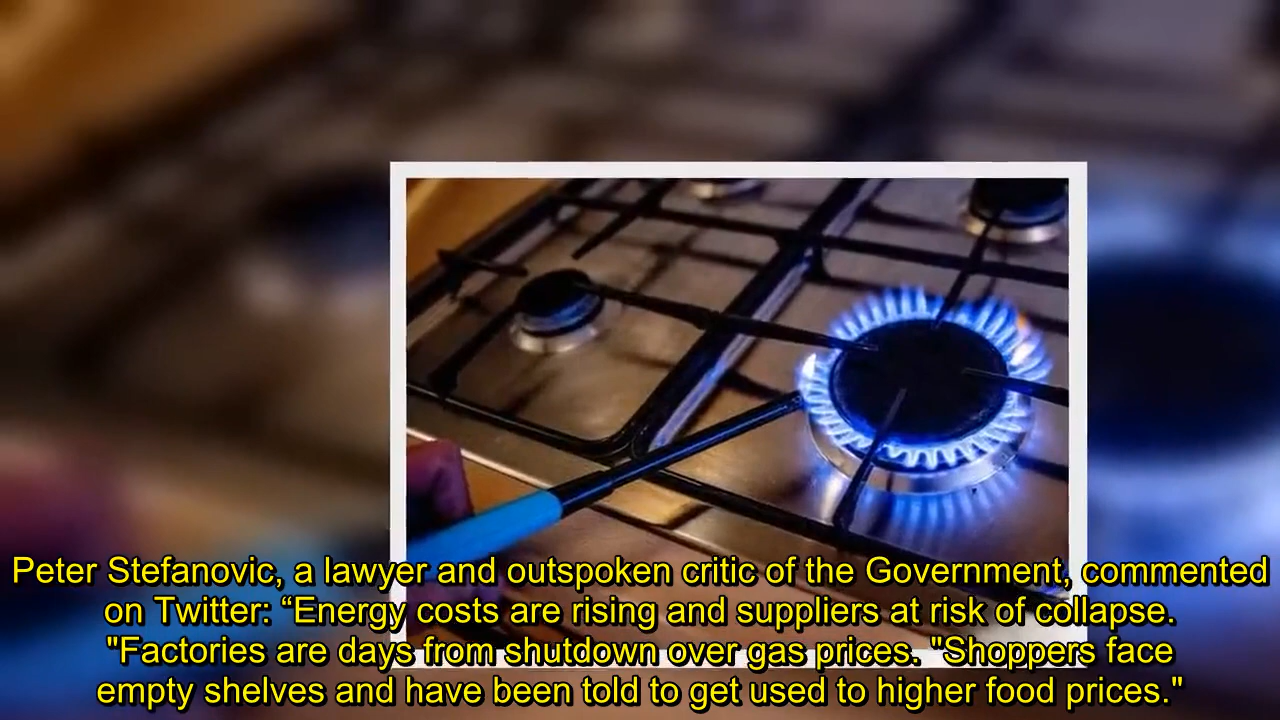 Peter Stefanovic, a lawyer and outspoken critic of the Government, commented
on Twitter: “Energy costs are rising and suppliers at risk of collapse.
"Factories are days from shutdown over gas prices. "Shoppers face
empty shelves and have been told to get used to higher food prices."